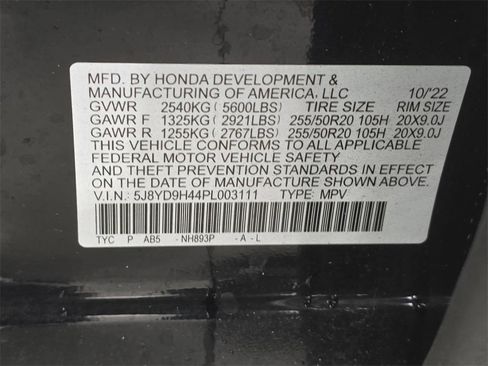 MFD. BY HONDA DEVELOPMENT &
MANUFACTURING OF AMERICA, LLC 10/'22
GVWR 2540KG ( 5600LBS) TIRE SIZE RIM SIZE
GAWR F 1325KG ( 2921LBS) 255/50R20 105H 20X9.0J
GAWR R 1255KG ( 2767LBS) 255/50R20 105H 20X9.0J
THIS VEHICLE CONFORMS TO ALL APPLICABLE
FEDERAL MOTOR VEHICLE SAFETY
AND THEFT PREVENTION STANDARDS IN EFFECT
ON THE DATE OF MANUFACTURE SHOWN ABOVE.
V.I.N.: 5J8YD9H44PL003111 TYPE: MPV
TYC P AB5 -NH893P -A -L